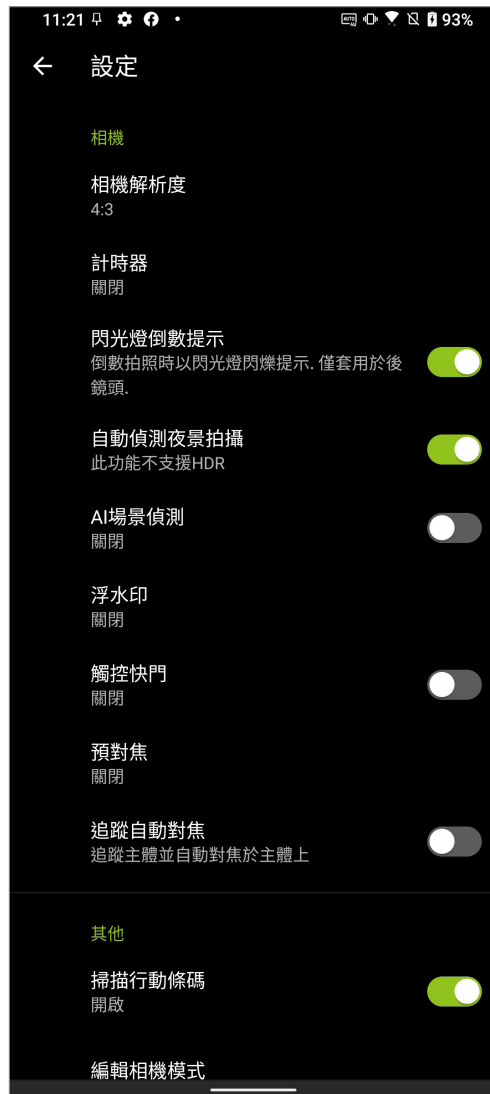 11:21
93%
設定
相機
相機解析度
4:3
計時器
關閉
閃光燈倒數提示
倒數拍照時以閃光燈閃爍提示. 僅套用於後
鏡頭.
自動偵測夜景拍攝
此功能不支援HDR
AI場景偵測
關閉
浮水印
關閉
觸控快門
關閉
預對焦
關閉
追蹤自動對焦
追蹤主體並自動對焦於主體上
其他
掃描行動條碼
開啟
編輯相機模式